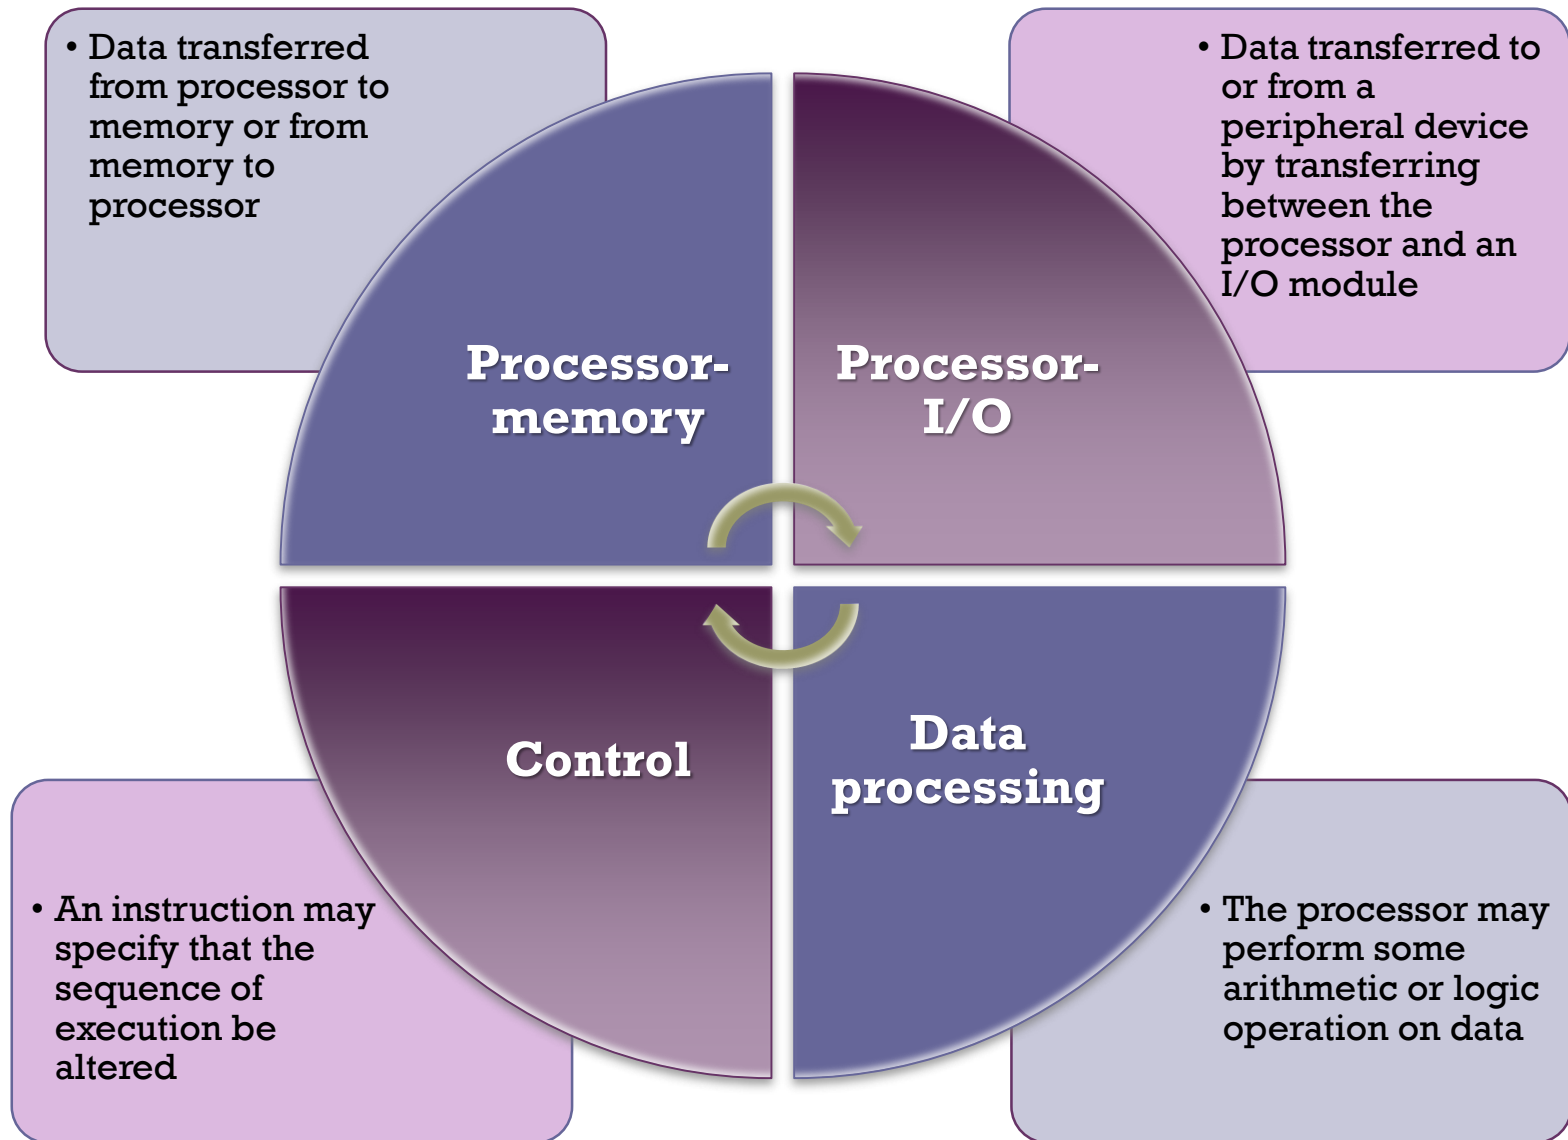 • Data transferred
from processor to
memory or from
memory to
processor
• Data transferred to
or from a
peripheral device
by transferring
between the
processor and an
I/O module
Processor-
memory
Processor-
I/O
Control
Data
processing
• An instruction may
specify that the
sequence of
execution be
altered
• The processor may
perform some
arithmetic or logic
operation on data